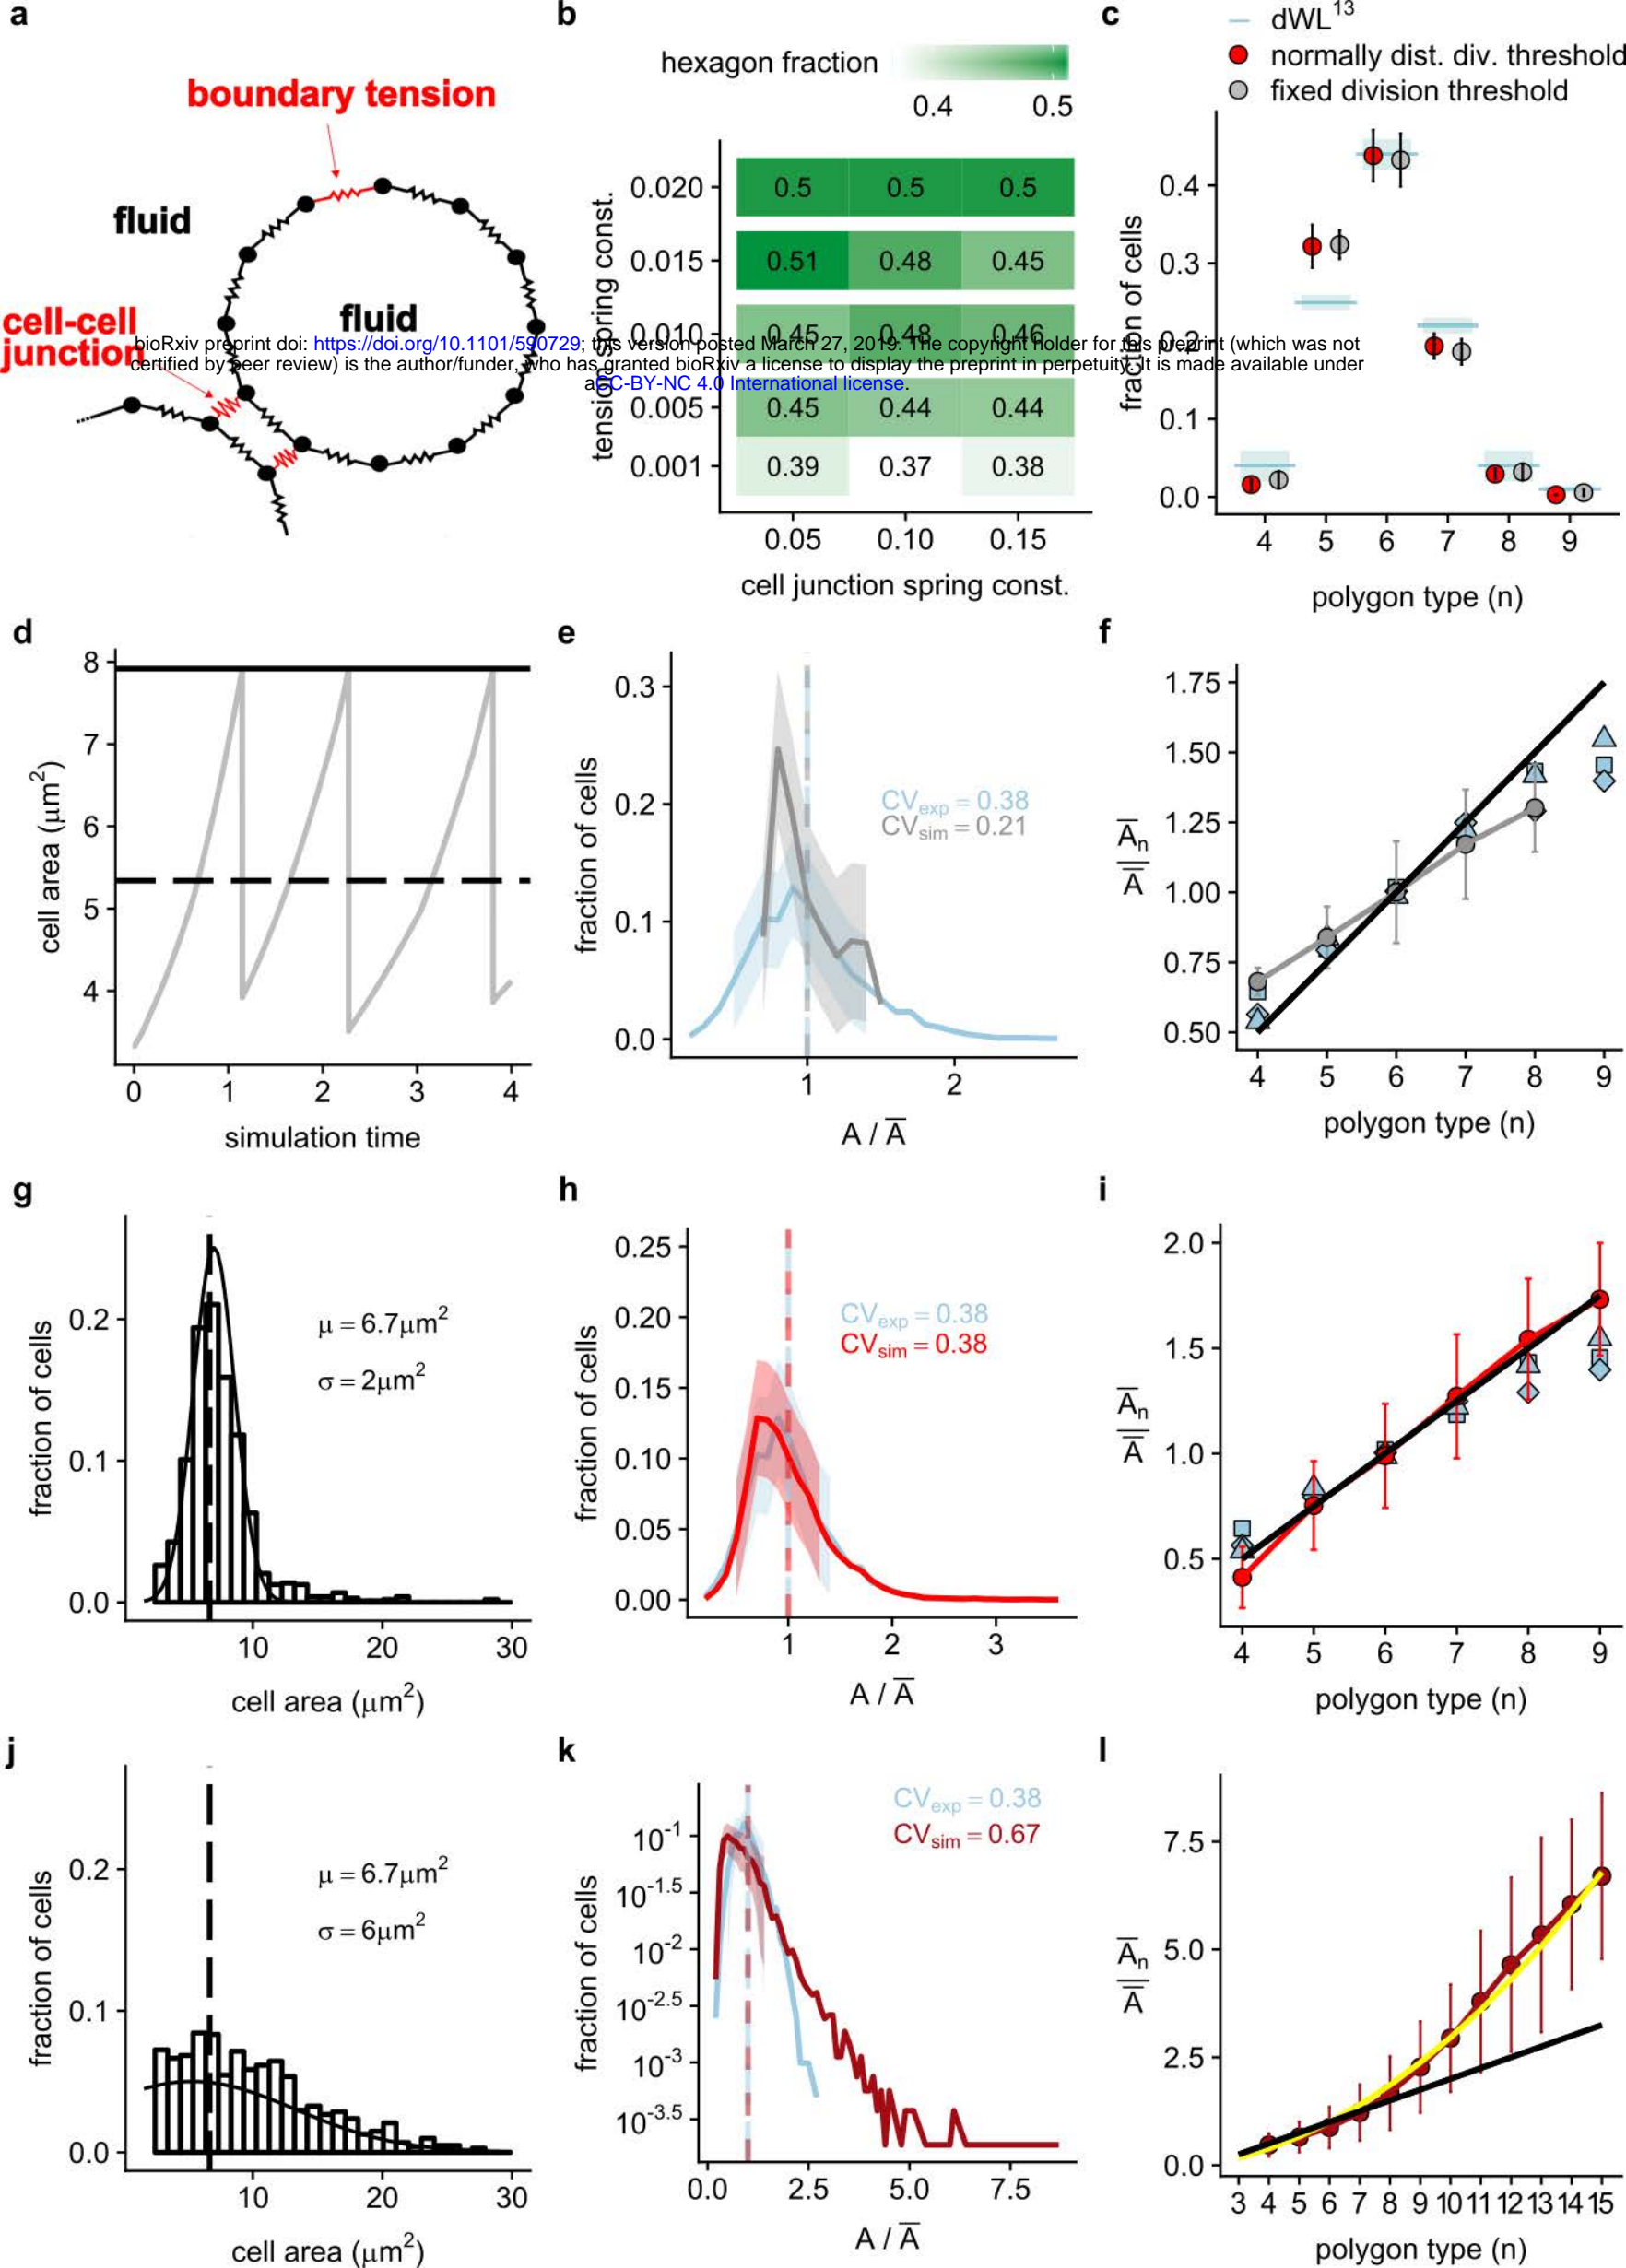 a
boundary tension
fluid
fluid
cell-cell
junction
b
hexagon fraction
0.4 0.5
tension spring const.
0.020 0.5 0.5 0.5
0.015 0.51 0.48 0.45
0.010 0.45 0.48 0.46
0.005 0.45 0.44 0.44
0.001 0.39 0.37 0.38
0.05 0.10 0.15
cell junction spring const.
c
dWL¹³
normally dist. div. threshold
fixed division threshold
fraction of cells
0.4
0.3
0.2
0.1
0.0
4 5 6 7 8 9
polygon type (n)
bioRxiv preprint doi: https://doi.org/10.1101/590729; this version posted March 27, 2019. The copyright holder for this preprint (which was not
certified by peer review) is the author/funder, who has granted bioRxiv a license to display the preprint in perpetuity. It is made available under
aCC-BY-NC 4.0 International license.
d
cell area (μm²)
8
7
6
5
4
0 1 2 3 4
simulation time
e
fraction of cells
0.3
0.2
0.1
0.0
CVexp = 0.38
CVsim = 0.21
1 2
A / A̅
f
A̅n
A̅
1.75
1.50
1.25
1.00
0.75
0.50
4 5 6 7 8 9
polygon type (n)
g
fraction of cells
0.2
0.1
0.0
μ = 6.7μm²
σ = 2μm²
10 20 30
cell area (μm²)
h
fraction of cells
0.25
0.20
0.15
0.10
0.05
0.00
CVexp = 0.38
CVsim = 0.38
1 2 3
A / A̅
i
A̅n
A̅
2.0
1.5
1.0
0.5
4 5 6 7 8 9
polygon type (n)
j
fraction of cells
0.2
0.1
0.0
μ = 6.7μm²
σ = 6μm²
10 20 30
cell area (μm²)
k
fraction of cells
10⁻¹
10⁻¹·⁵
10⁻²
10⁻²·⁵
10⁻³
10⁻³·⁵
CVexp = 0.38
CVsim = 0.67
0.0 2.5 5.0 7.5
A / A̅
l
A̅n
A̅
7.5
5.0
2.5
0.0
3 4 5 6 7 8 9 10 11 12 13 14 15
polygon type (n)